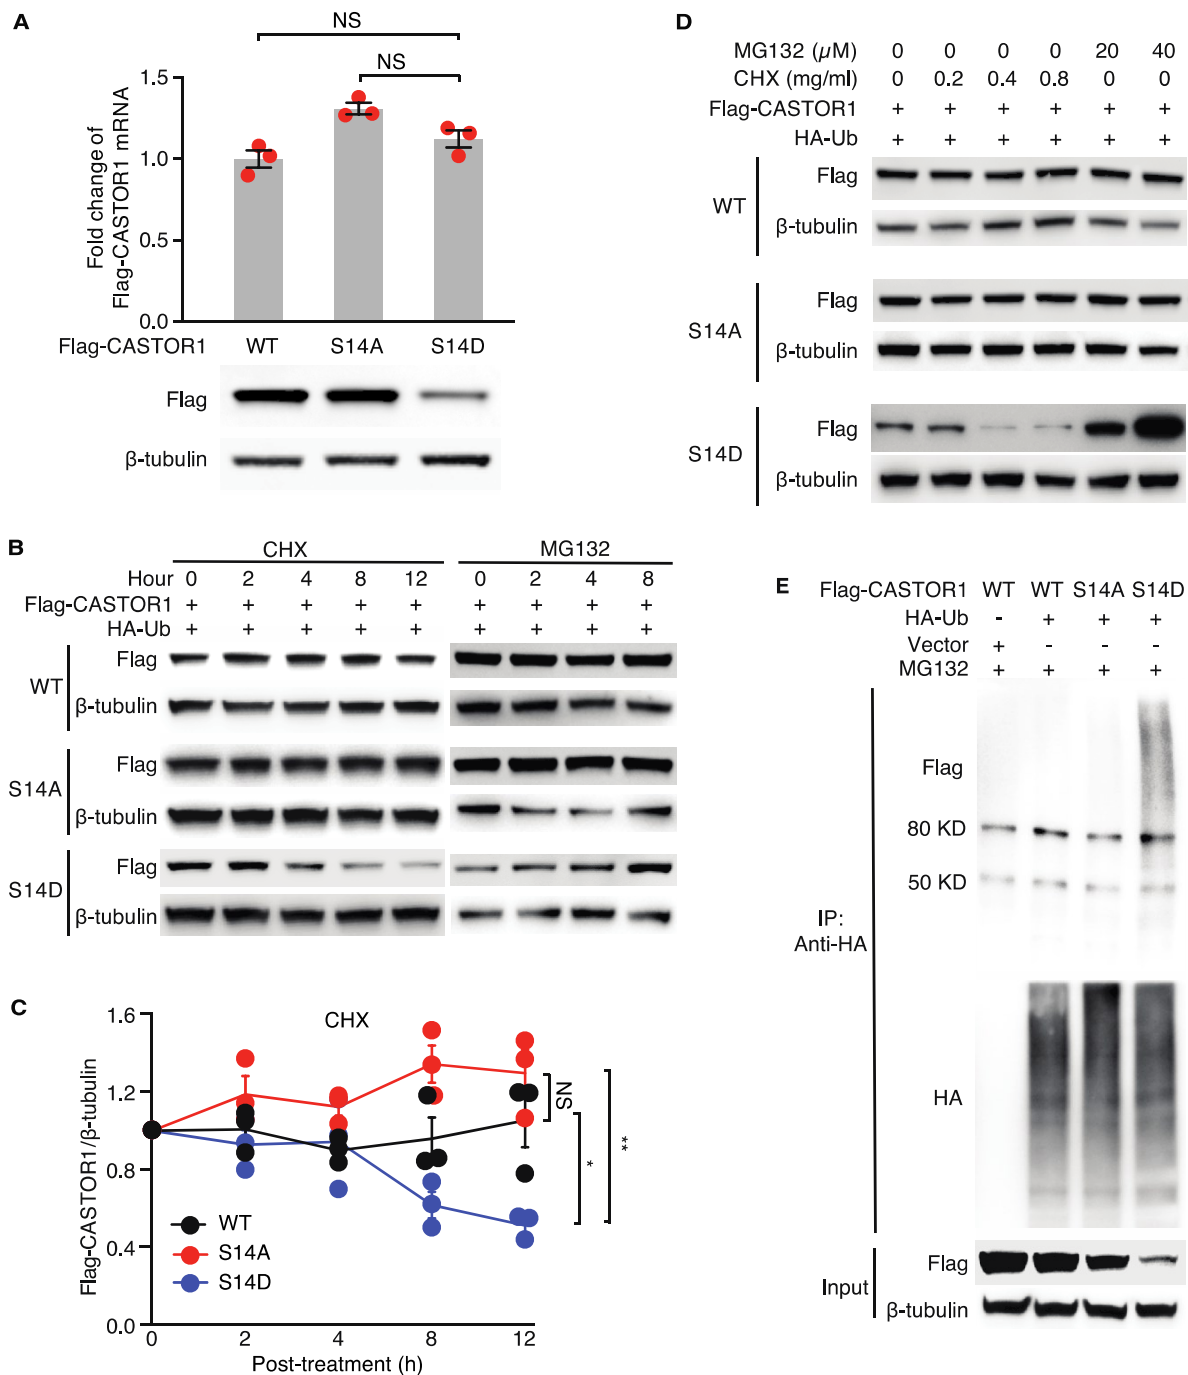 A
NS
NS
Fold change of
Flag-CASTOR1 mRNA
1.5
1.0
0.5
0.0
Flag-CASTOR1 WT S14A S14D
Flag
β-tubulin
B
CHX MG132
Hour 0 2 4 8 12 0 2 4 8
Flag-CASTOR1 + + + + + + + + +
HA-Ub + + + + + + + + +
WT
Flag
β-tubulin
S14A
Flag
β-tubulin
S14D
Flag
β-tubulin
C
CHX
Flag-CASTOR1/β-tubulin
1.6
1.2
0.8
0.4
0.0
NS
*
**
WT
S14A
S14D
0 2 4 8 12
Post-treatment (h)
D
MG132 (µM) 0 0 0 0 20 40
CHX (mg/ml) 0 0.2 0.4 0.8 0 0
Flag-CASTOR1 + + + + + +
HA-Ub + + + + + +
WT
Flag
β-tubulin
S14A
Flag
β-tubulin
S14D
Flag
β-tubulin
E
Flag-CASTOR1 WT WT S14A S14D
HA-Ub - + + +
Vector + - - -
MG132 + + + +
IP:
Anti-HA
Flag
80 KD
50 KD
HA
Input
Flag
β-tubulin